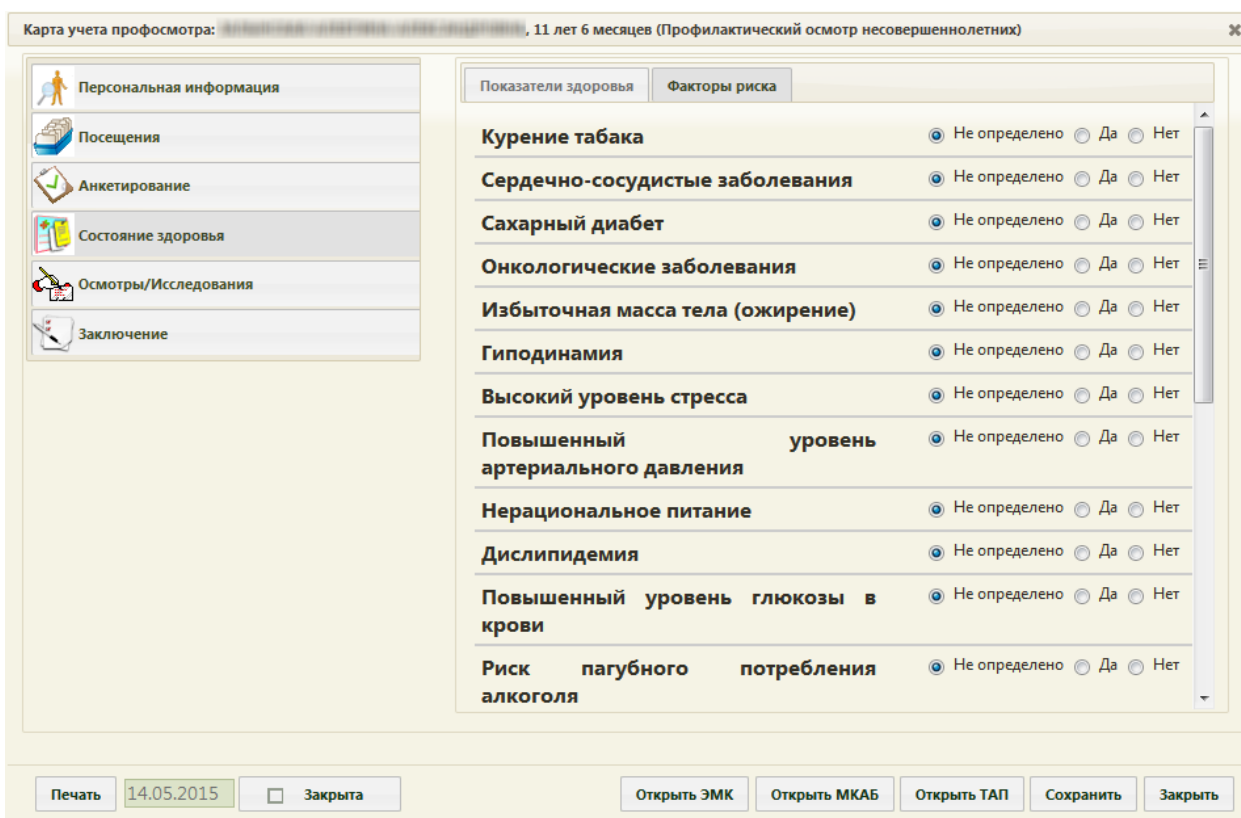 Карта учета профосмотра: , 11 лет 6 месяцев (Профилактический осмотр несовершеннолетних)
Персональная информация
Посещения
Анкетирование
Состояние здоровья
Осмотры/Исследования
Заключение
Показатели здоровья Факторы риска
Курение табака Не определено Да Нет
Сердечно-сосудистые заболевания Не определено Да Нет
Сахарный диабет Не определено Да Нет
Онкологические заболевания Не определено Да Нет
Избыточная масса тела (ожирение) Не определено Да Нет
Гиподинамия Не определено Да Нет
Высокий уровень стресса Не определено Да Нет
Повышенный уровень Не определено Да Нет
артериального давления
Нерациональное питание Не определено Да Нет
Дислипидемия Не определено Да Нет
Повышенный уровень глюкозы в Не определено Да Нет
крови
Риск пагубного потребления Не определено Да Нет
алкоголя
Печать 14.05.2015 Закрыта Открыть ЭМК Открыть МКАБ Открыть ТАП Сохранить Закрыть